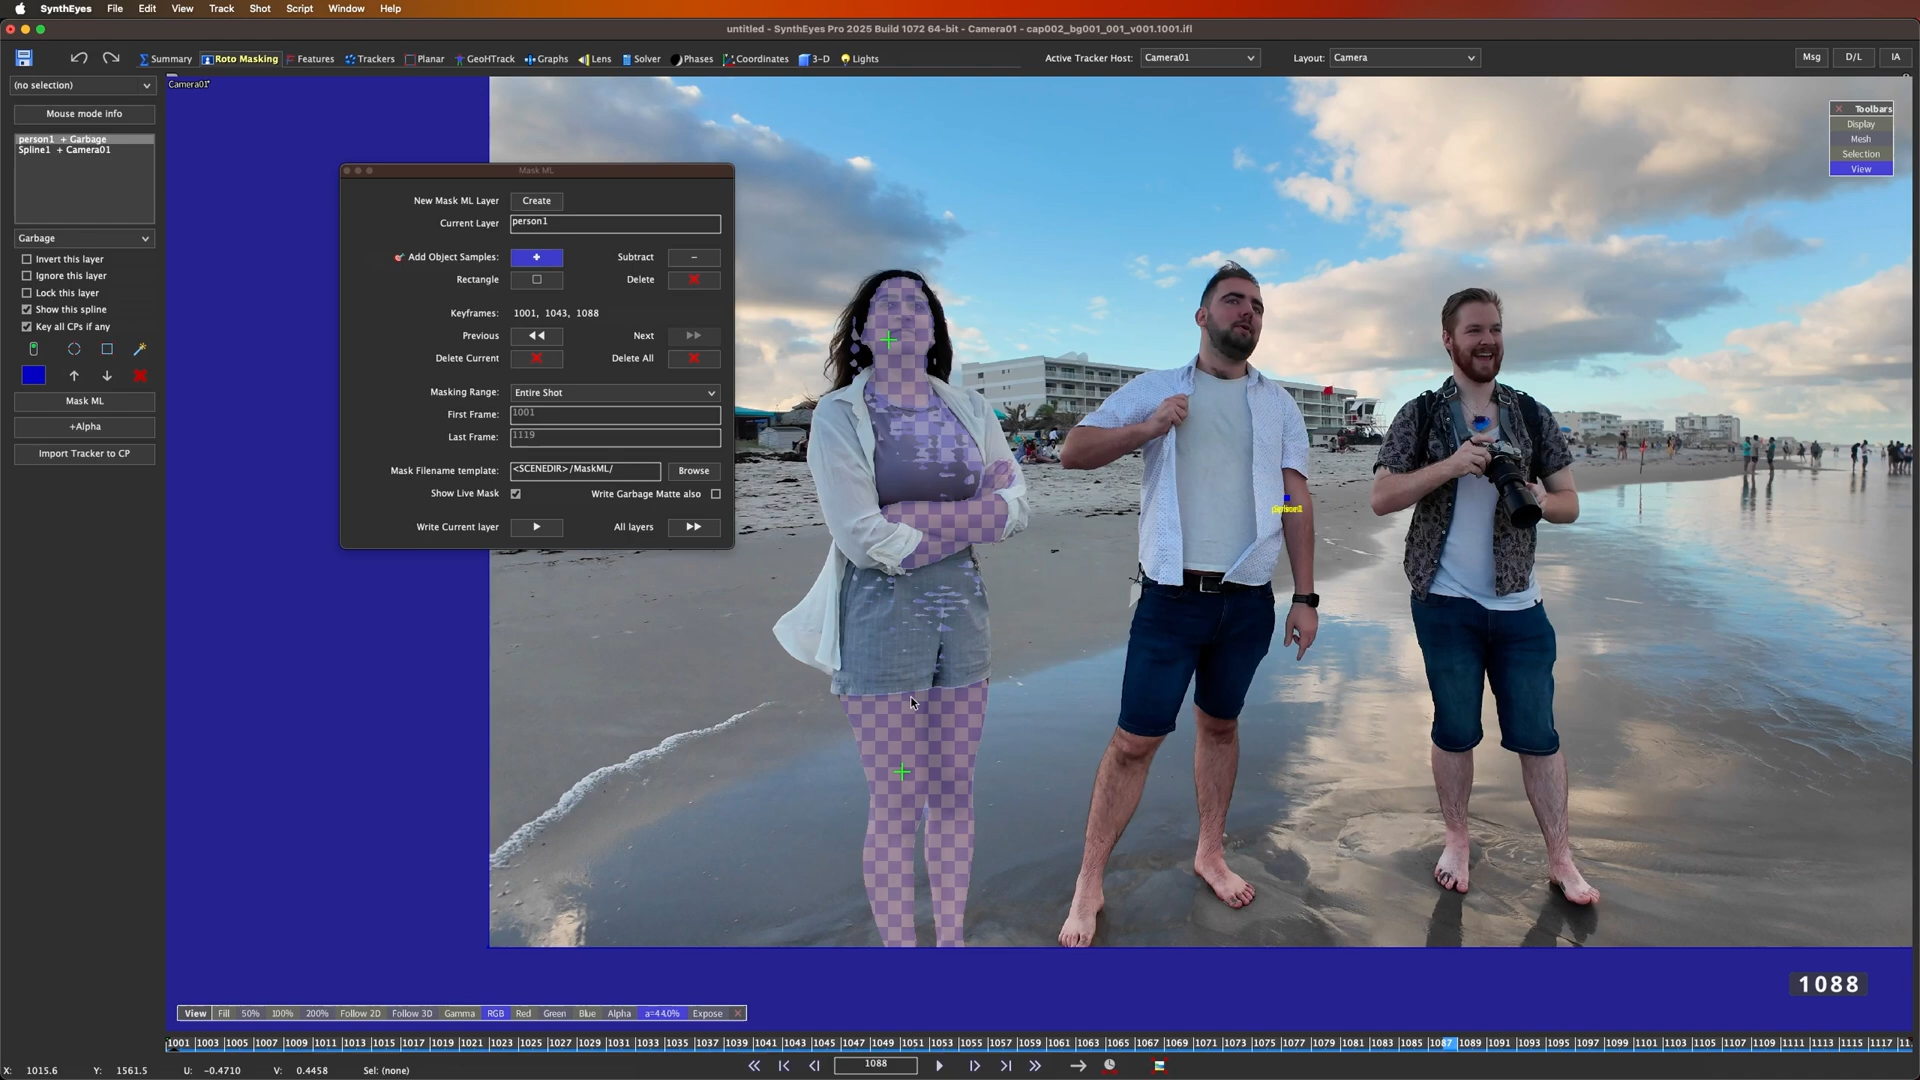 SynthEyes File Edit View Track Shot Script Window Help
untitled - SynthEyes Pro 2025 Build 1072 64-bit - Camera01 - cap002_bg001_001_v001.1001.ifl
Summary Roto Masking Features Trackers Planar GeoHTrack Graphs Lens Solver Phases Coordinates 3-D Lights Active Tracker Host: Camera01 Layout: Camera Msg D/L IA
(no selection)
Camera01*
Mouse mode info
person1 + Garbage
Spline1 + Camera01
Garbage
Invert this layer
Ignore this layer
Lock this layer
Show this spline
Key all CPs if any
Mask ML
+Alpha
Import Tracker to CP
Mask ML
New Mask ML Layer Create
Current Layer person1
Add Object Samples: + Subtract −
Rectangle Delete
Keyframes: 1001, 1043, 1088
Previous Next
Delete Current Delete All
Masking Range: Entire Shot
First Frame: 1001
Last Frame: 1119
Mask Filename template: <SCENEDIR>/MaskML/ Browse
Show Live Mask Write Garbage Matte also
Write Current layer All layers
Toolbars
Display
Mesh
Selection
View
1088
View Fill 50% 100% 200% Follow 2D Follow 3D Gamma RGB Red Green Blue Alpha a=44.0% Expose
1001 1003 1005 1007 1009 1011 1013 1015 1017 1019 1021 1023 1025 1027 1029 1031 1033 1035 1037 1039 1041 1043 1045 1047 1049 1051 1053 1055 1057 1059 1061 1063 1065 1067 1069 1071 1073 1075 1077 1079 1081 1083 1085 1087 1089 1091 1093 1095 1097 1099 1101 1103 1105 1107 1109 1111 1113 1115 1117
1088
X: 1015.6 Y: 1561.5 U: -0.4710 V: 0.4458 Sel: (none)